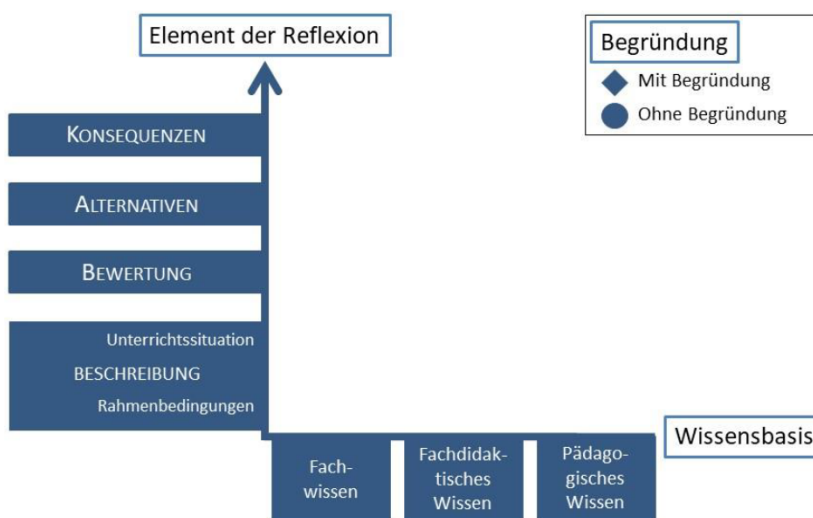 Element der Reflexion
Begründung
Mit Begründung
Ohne Begründung
KONSEQUENZEN
ALTERNATIVEN
BEWERTUNG
Unterrichtssituation
BESCHREIBUNG
Rahmenbedingungen
Wissensbasis
Fach-
wissen
Fachdidak-
tisches
Wissen
Pädago-
gisches
Wissen